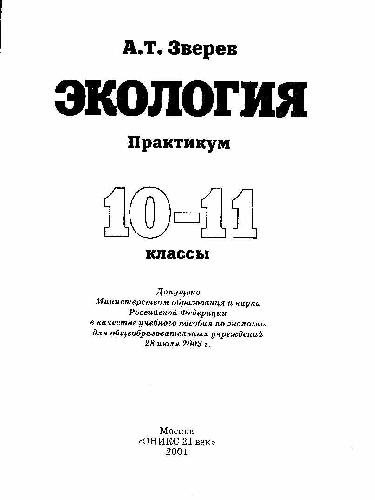 А.Т. Зверев
ЭКОЛОГИЯ
Практикум
10–11
классы
Допущено
Министерством образования и науки
Российской Федерации
в качестве учебного пособия по экологии
для общеобразовательных учреждений
28 июля г.
Москва
«ОНИКС 21 век»
2001